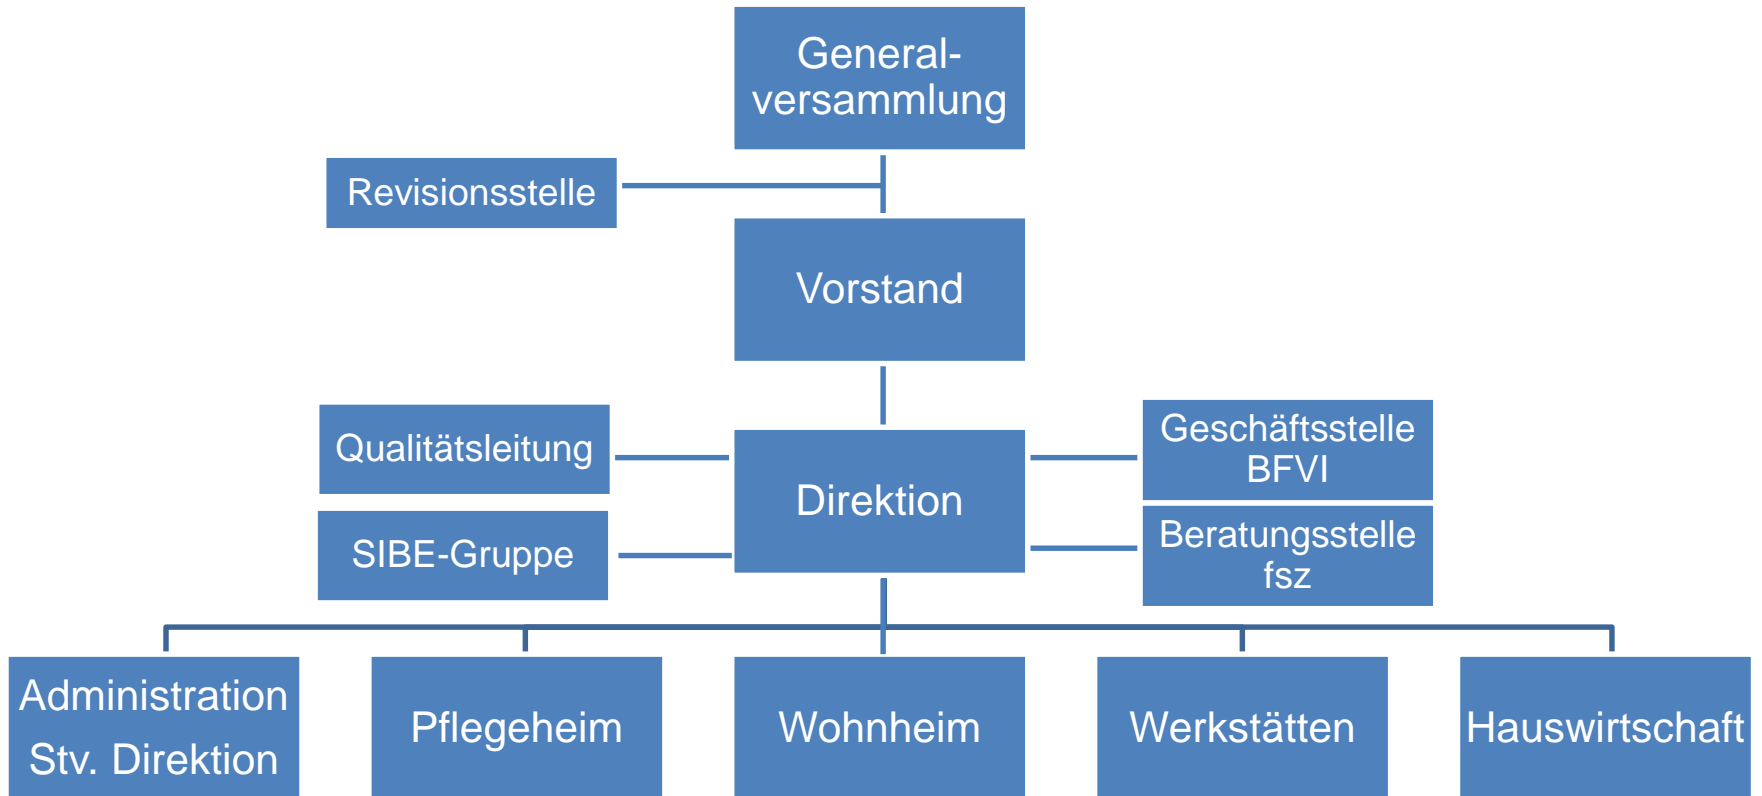 General-
versammlung
Revisionsstelle
Vorstand
Qualitätsleitung
Geschäftsstelle
BFVI
Direktion
SIBE-Gruppe
Beratungsstelle
fsz
Administration
Stv. Direktion
Pflegeheim
Wohnheim
Werkstätten
Hauswirtschaft